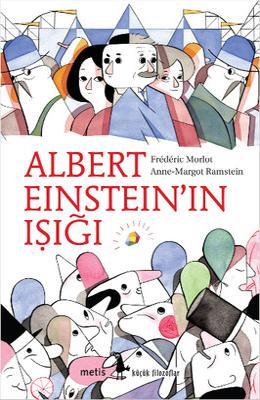 Frédéric Morlot
Anne-Margot Ramstein
ALBERT
EINSTEIN'IN
IŞIĞI
metis
küçük filozoflar